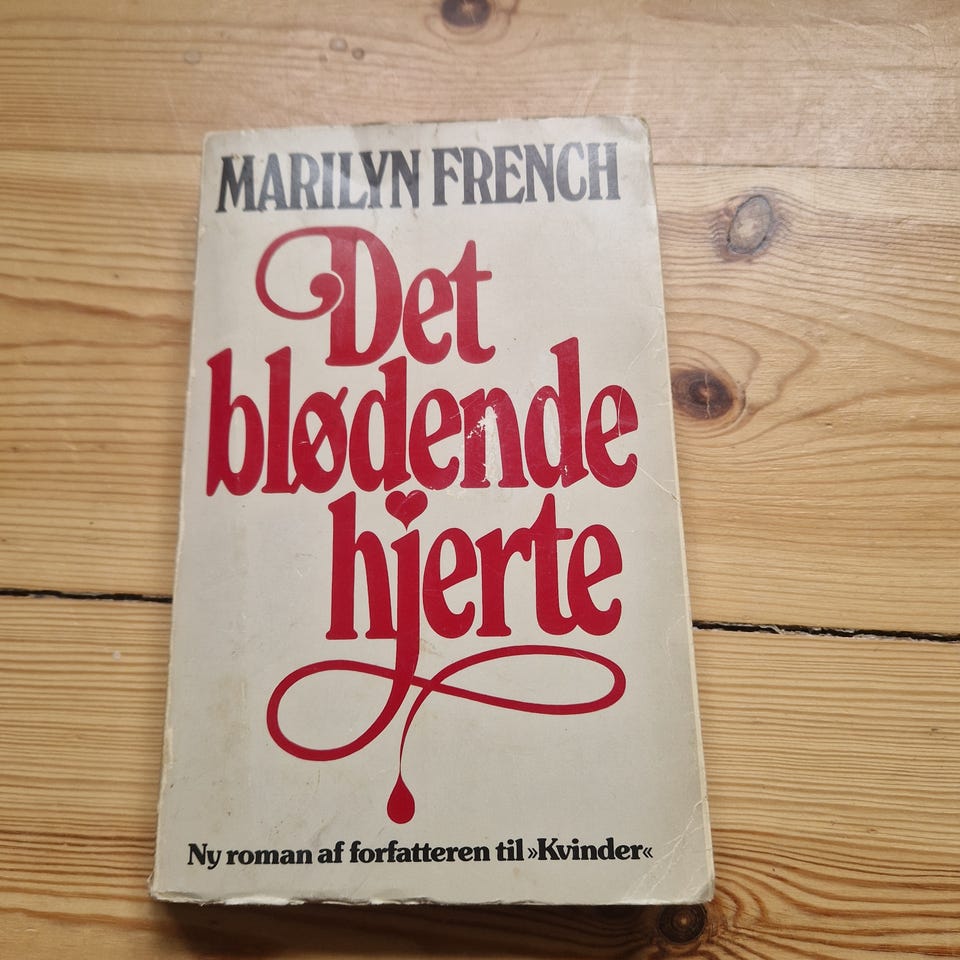 MARILYN FRENCH
Det
blødende
hjerte
Ny roman af forfatteren til »Kvinder«